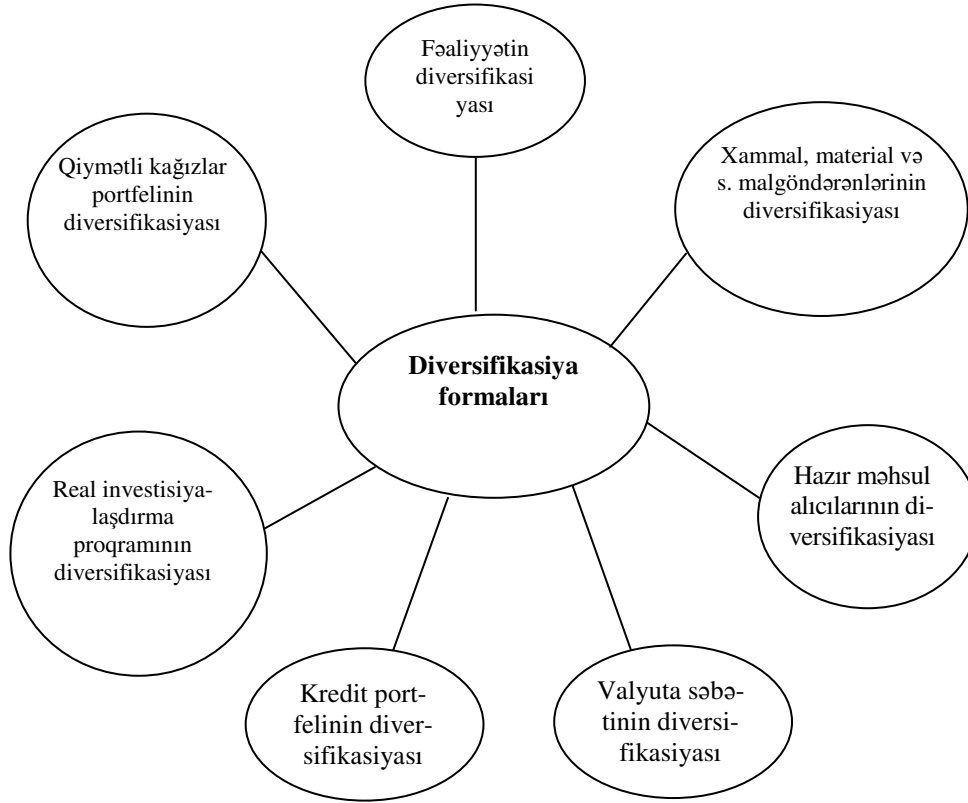 Fəaliyyətin
diversifikasi
yası
Qiymətli kağızlar
portfelinin
diversifikasiyası
Xammal, material və
s. malgöndərənlərinin
diversifikasiyası
Diversifikasiya
formaları
Real investisiya-
laşdırma
proqramının
diversifikasiyası
Hazır məhsul
alıcılarının di-
versifikasiyası
Kredit port-
felinin diver-
sifikasiyası
Valyuta səbə-
tinin diversi-
fikasiyası